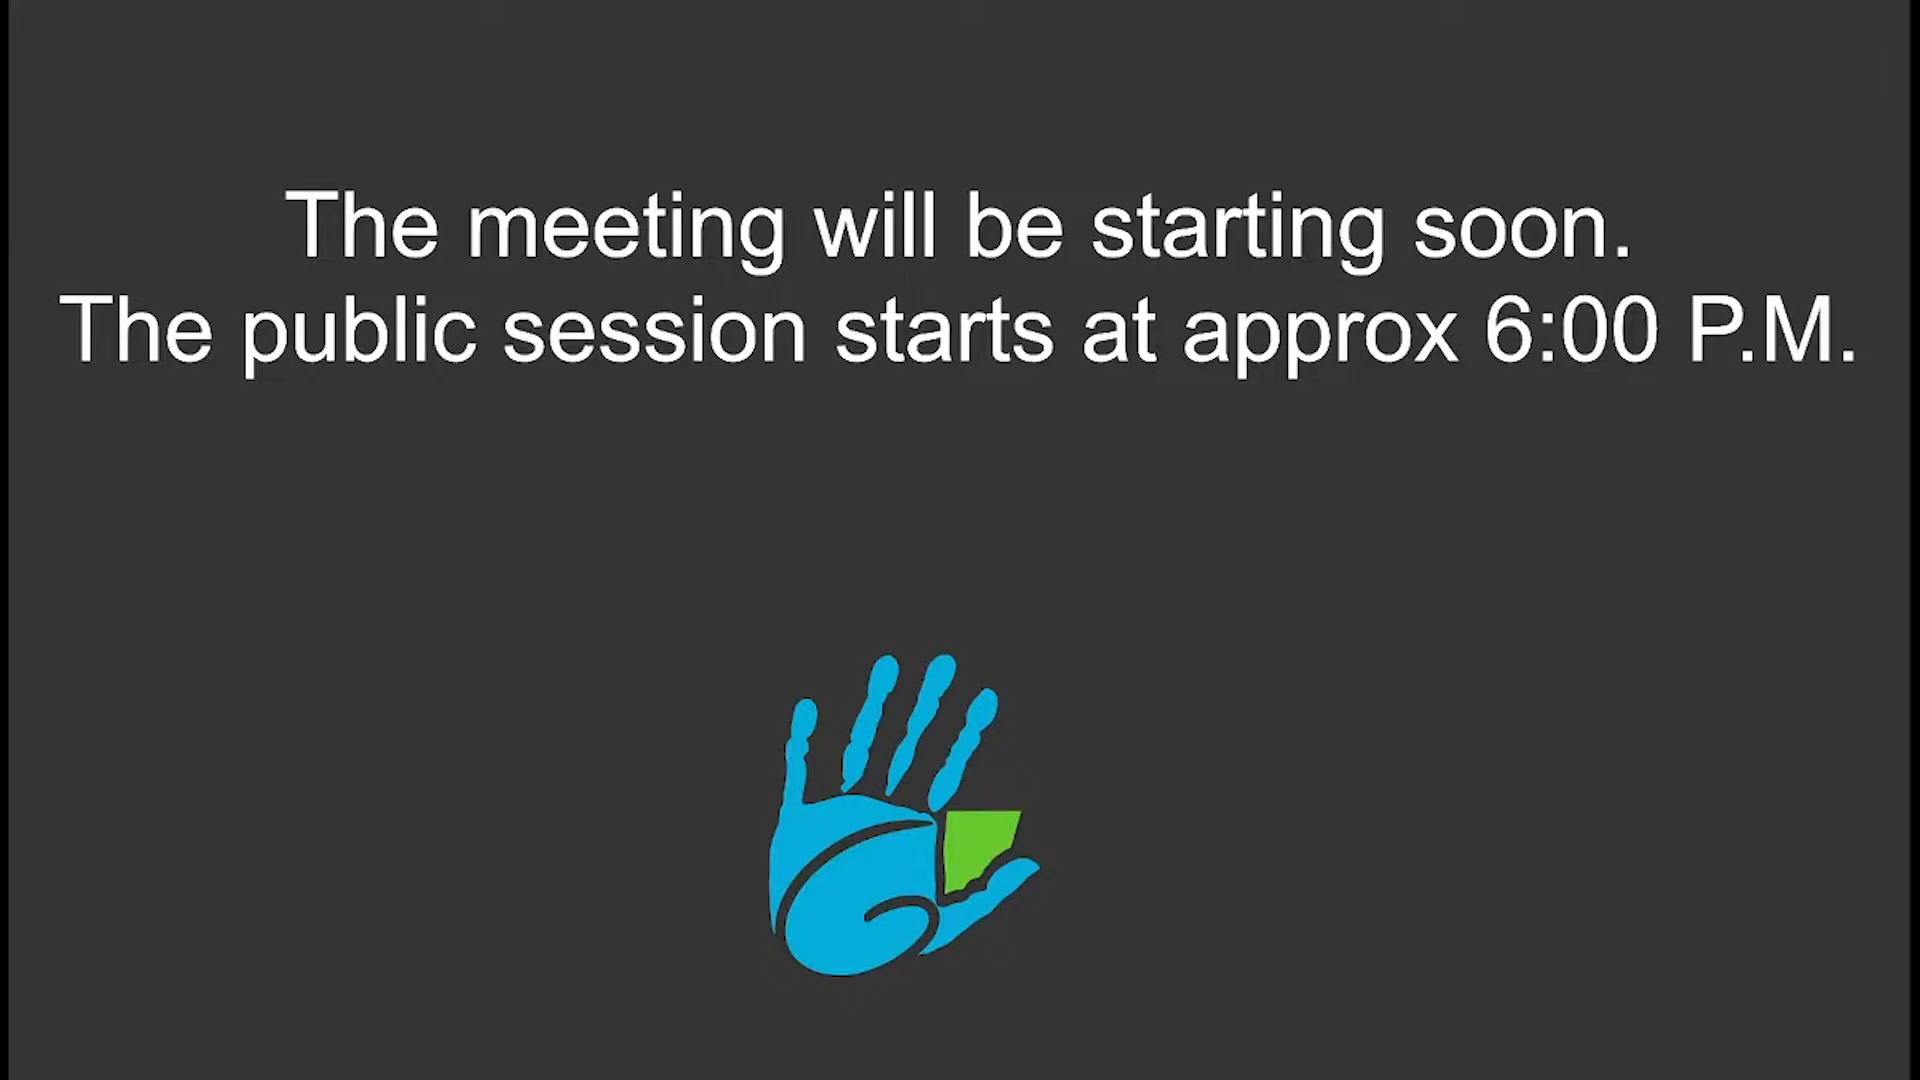 The meeting will be starting soon.
The public session starts at approx 6:00 P.M.